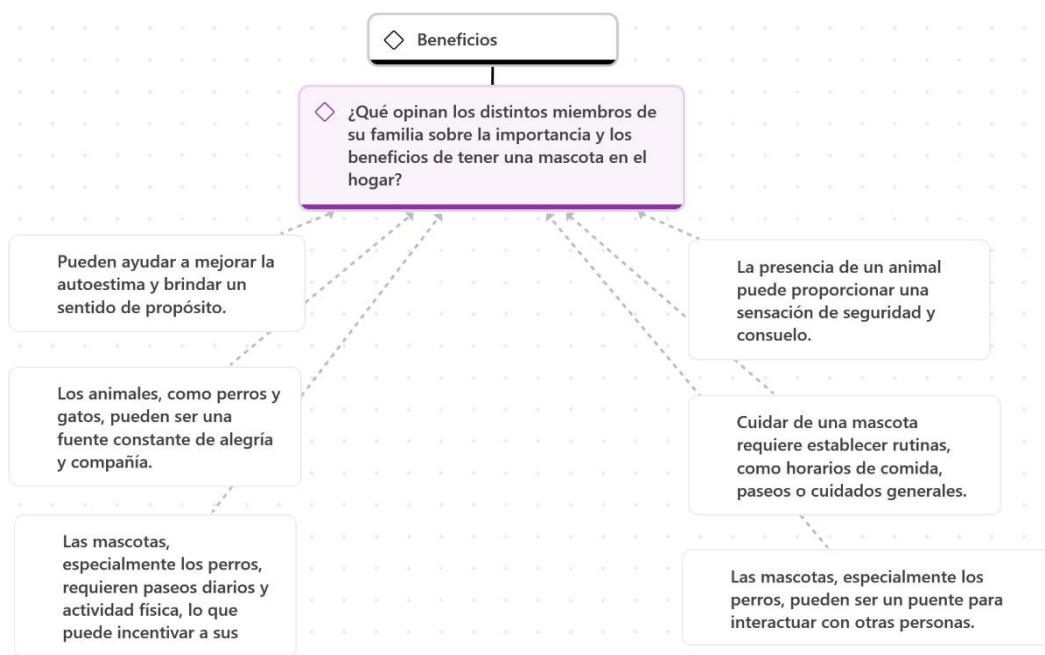 Beneficios
¿Qué opinan los distintos miembros de
su familia sobre la importancia y los
beneficios de tener una mascota en el
hogar?
Pueden ayudar a mejorar la
autoestima y brindar un
sentido de propósito.
Los animales, como perros y
gatos, pueden ser una
fuente constante de alegría
y compañía.
Las mascotas,
especialmente los perros,
requieren paseos diarios y
actividad física, lo que
puede incentivar a sus
La presencia de un animal
puede proporcionar una
sensación de seguridad y
consuelo.
Cuidar de una mascota
requiere establecer rutinas,
como horarios de comida,
paseos o cuidados generales.
Las mascotas, especialmente los
perros, pueden ser un puente para
interactuar con otras personas.